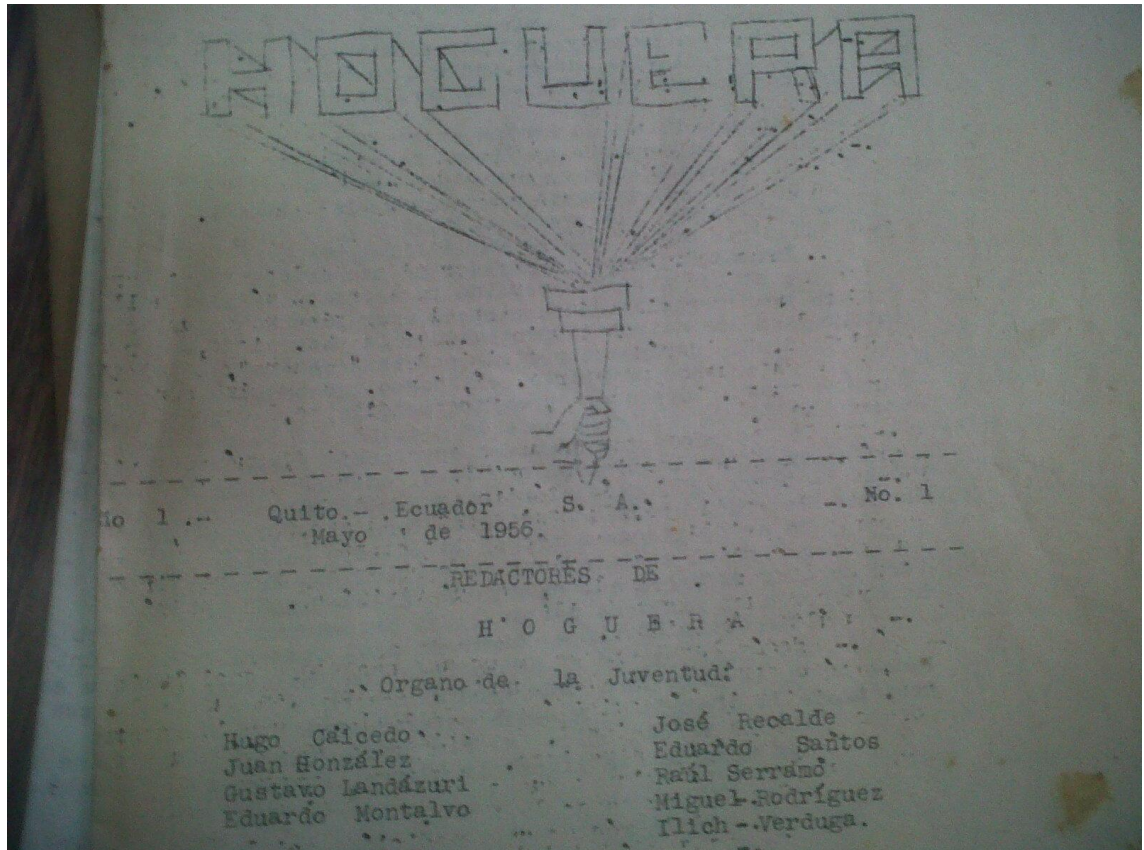 HOGUERA
No 1 .- Quito.- Ecuador . S. A. -. No. 1
Mayo de 1956.
REDACTORES DE
H O G U E R A -.
Organo de la Juventud.
Hugo Caicedo José Recalde
Juan Honzález Eduardo Santos
Gustavo Landázuri Raúl Serramo
Eduardo Montalvo Miguel Rodríguez
Ilich Verduga.